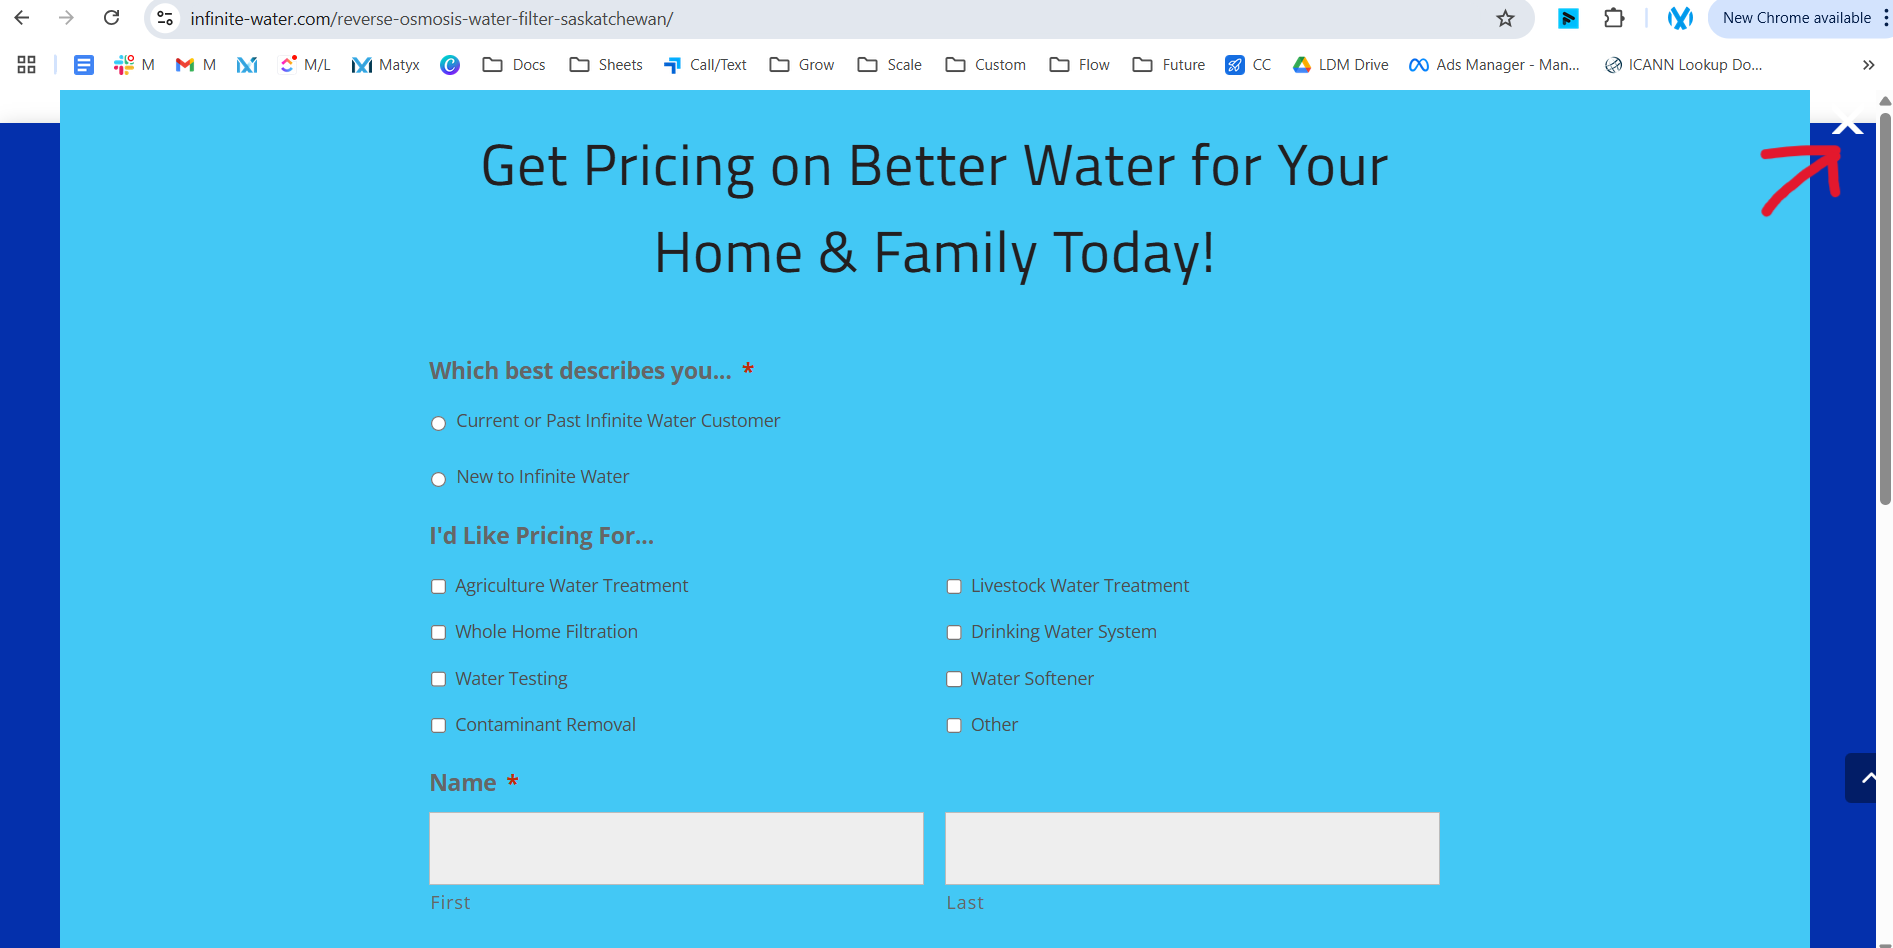 infinite-water.com/reverse-osmosis-water-filter-saskatchewan/
New Chrome available
M M M/L Matyx Docs Sheets Call/Text Grow Scale Custom Flow Future CC LDM Drive Ads Manager - Man... ICANN Lookup Do...
Get Pricing on Better Water for Your
Home & Family Today!
Which best describes you... *
Current or Past Infinite Water Customer
New to Infinite Water
I'd Like Pricing For...
Agriculture Water Treatment
Livestock Water Treatment
Whole Home Filtration
Drinking Water System
Water Testing
Water Softener
Contaminant Removal
Other
Name *
First
Last